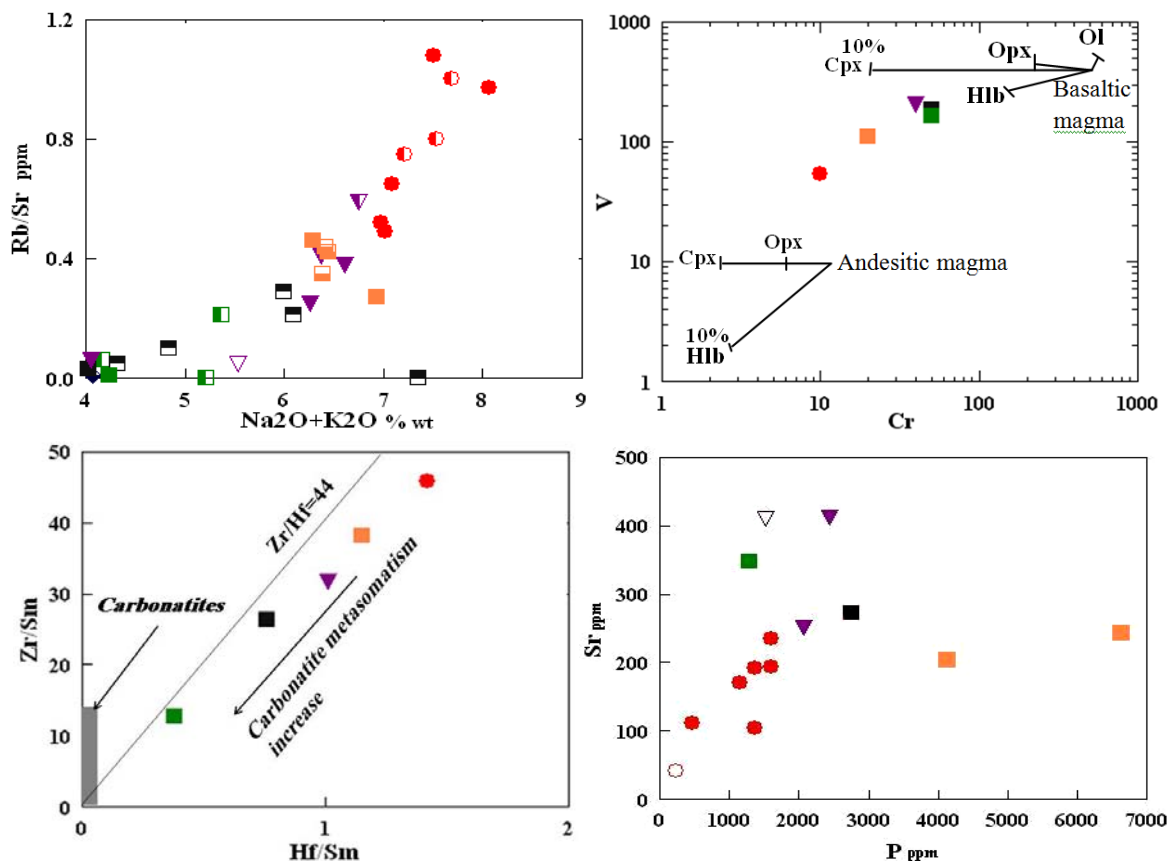 1.2
0.8
0.4
0.0
Rb/Sr ppm
4 5 6 7 8 9
Na2O+K2O % wt
1000
100
10
1
V
1 10 100 1000
Cr
10%
Cpx
Opx
Ol
Hlb
Basaltic
magma
Cpx
Opx
Andesitic magma
10%
Hlb
50
40
30
20
10
0
Zr/Sm
0 1 2
Hf/Sm
Zr/Hf=44
Carbonatites
Carbonatite metasomatism
increase
500
400
300
200
100
0
Sr ppm
0 1000 2000 3000 4000 5000 6000 7000
P ppm